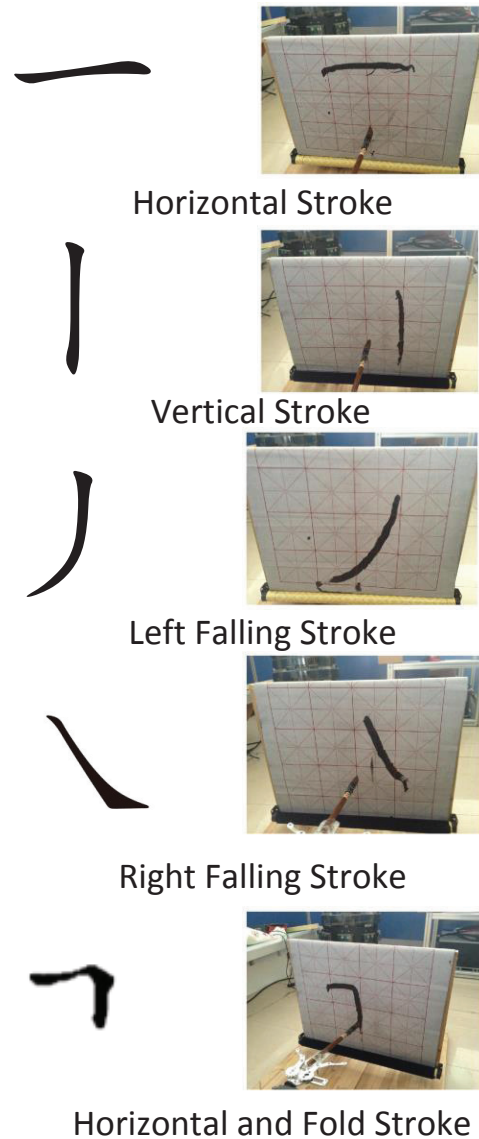 Horizontal Stroke
Vertical Stroke
Left Falling Stroke
Right Falling Stroke
Horizontal and Fold Stroke